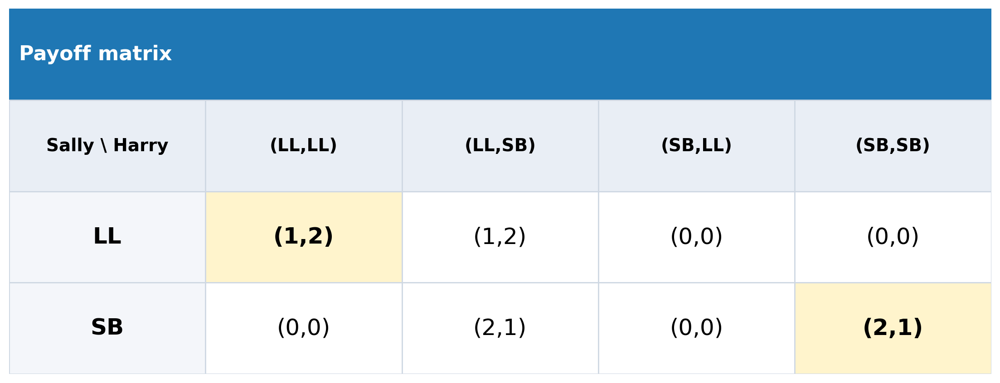 Payoff matrix
Sally \ Harry (LL,LL) (LL,SB) (SB,LL) (SB,SB)
LL (1,2) (1,2) (0,0) (0,0)
SB (0,0) (2,1) (0,0) (2,1)